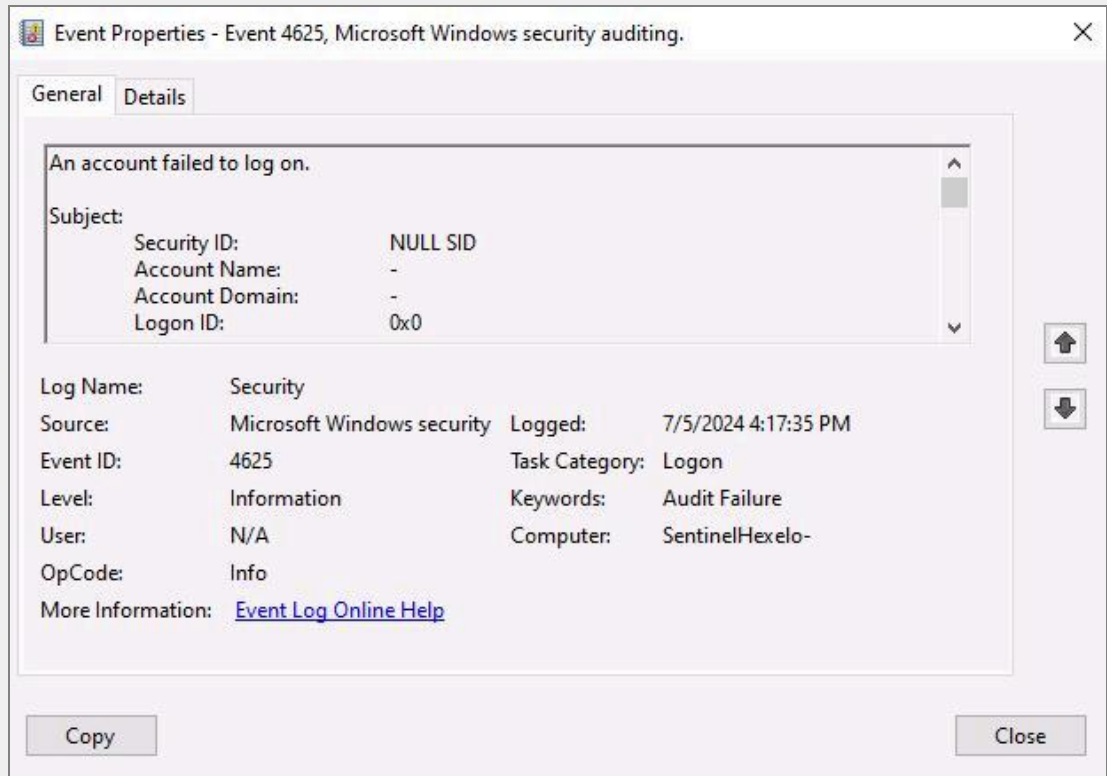 Event Properties - Event 4625, Microsoft Windows security auditing.
General Details
An account failed to log on.
Subject:
Security ID: NULL SID
Account Name: -
Account Domain: -
Logon ID: 0x0
Log Name: Security
Source: Microsoft Windows security Logged: 7/5/2024 4:17:35 PM
Event ID: 4625 Task Category: Logon
Level: Information Keywords: Audit Failure
User: N/A Computer: SentinelHexelo-
OpCode: Info
More Information: Event Log Online Help
Copy Close